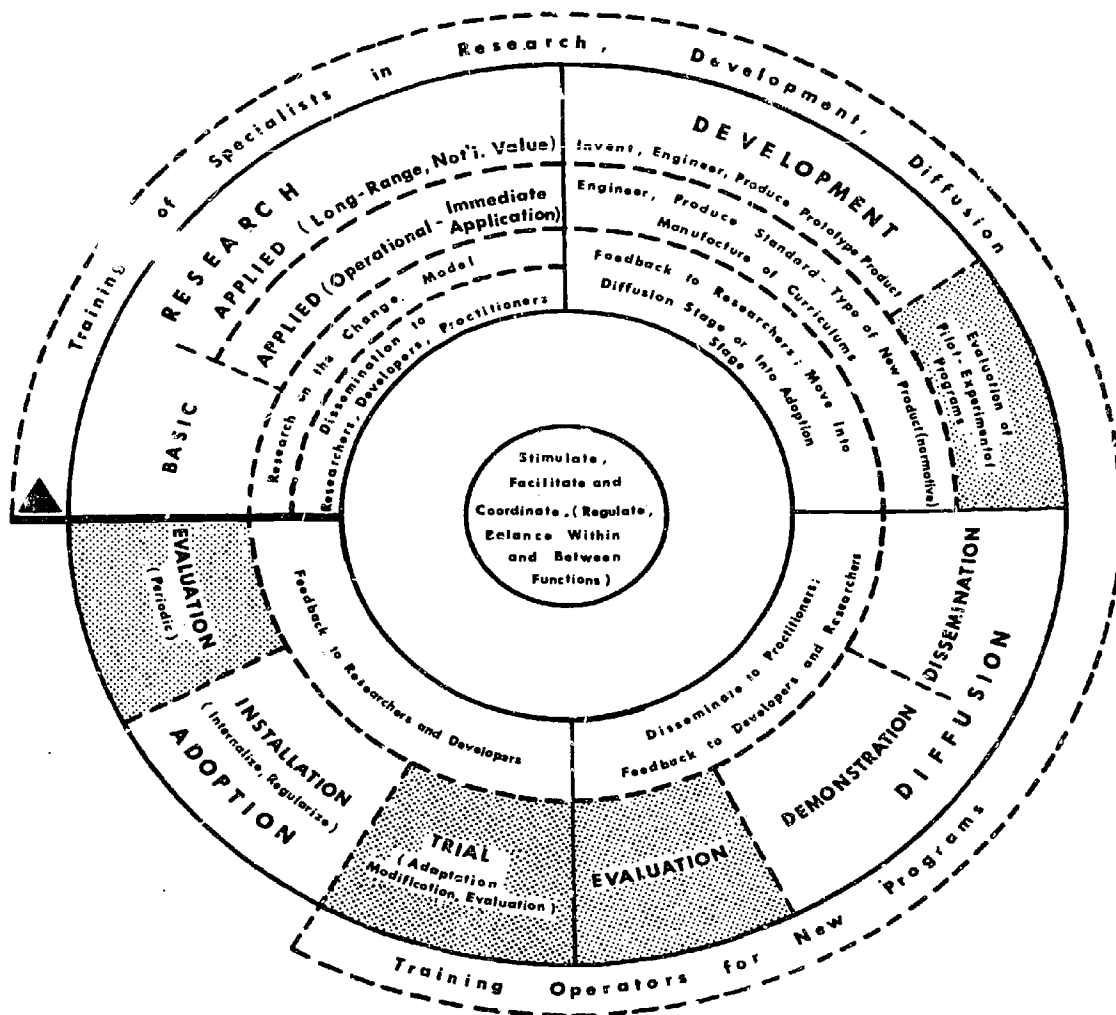 Training of Specialists in Research, Development, Diffusion
RESEARCH
BASIC
APPLIED (Long-Range, Not'l. Value)
APPLIED (Operational-Immediate
Application)
Research on the Change Model
Dissemination to
Researchers, Developers, Practitioners
DEVELOPMENT
Invent, Engineer, Produce Prototype Product
Engineer, Produce Standard-Type of New Product (normative)
Manufacture of Curriculums
Feedback to Researchers; Move Into
Diffusion Stage or Into Adoption
Stage
Evaluation of
Pilot-Experimental
Programs
DIFFUSION
DISSEMINATION
DEMONSTRATION
EVALUATION
Disseminate to Practitioners;
Feedback to Developers and Researchers
Training Operators for New Programs
TRIAL
(Adaptation
Modification, Evaluation)
ADOPTION
INSTALLATION
(Internalize, Regularize)
EVALUATION
(Periodic)
Feedback to Researchers and Developers
Stimulate,
Facilitate and
Coordinate. (Regulate,
Balance Within
and Between
Functions)